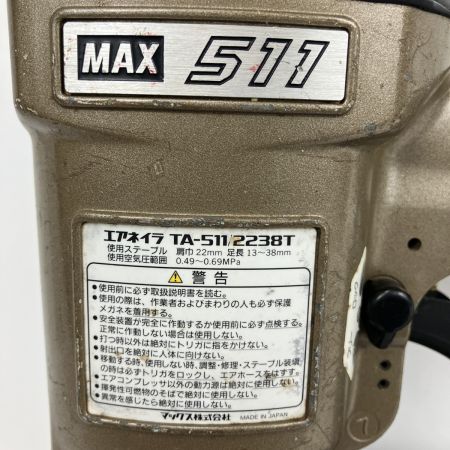 MAX 511
エアネイラ TA-511/2238T
使用ステープル 肩巾 22mm 足長 13〜38mm
使用空気圧範囲 0.49〜0.69MPa
警告
●使用前に必ず取扱説明書を読む。
●使用の際は、作業者およびまわりの人も必ず保護
メガネを着用する。
●安全装置が完全に作動するか使用前に必ず点検する。
正常に作動しない場合は使用しない。
●打つ時以外は絶対にトリガに指をかけない。
●射出口を絶対に人体に向けない。
●移動する時、使用しない時、調整・修理・ステープル装填
の時は必ずトリガをロックし、エアホースをはずす。
●エアコンプレッサ以外の動力源は絶対に使用しない。
●揮発性可燃物のそばで絶対に使用しない。
●異常を感じたら絶対に使用しない。
マックス株式会社 MADE IN JAPAN